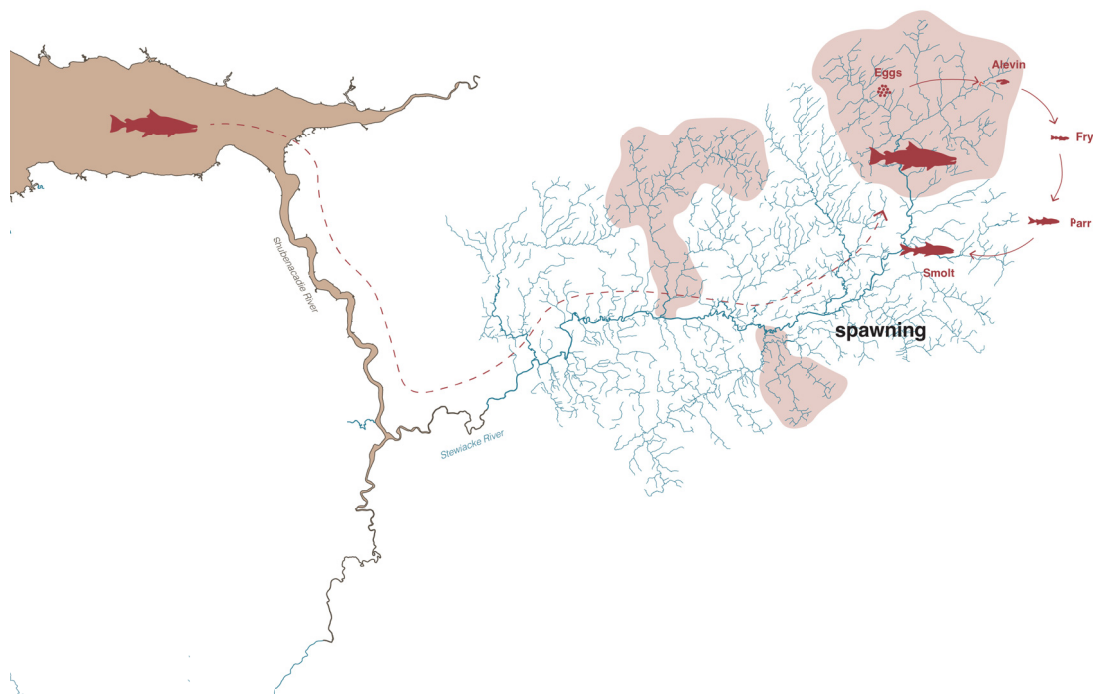 Eggs
Alevin
Fry
Parr
Smolt
spawning
Shubenacadie River
Stewiacke River